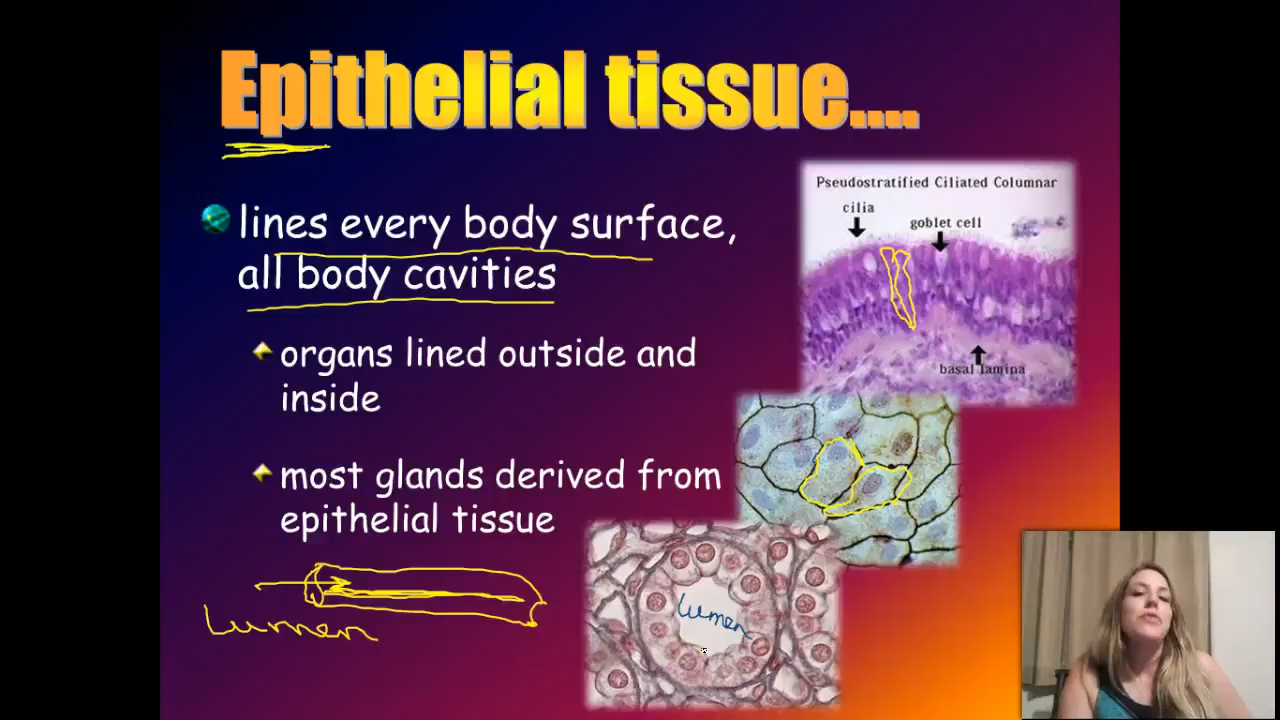 Epithelial tissue....
lines every body surface,
all body cavities
organs lined outside and
inside
most glands derived from
epithelial tissue
Lumen
Pseudostratified Ciliated Columnar
cilia
goblet cell
basal lamina
Lumen